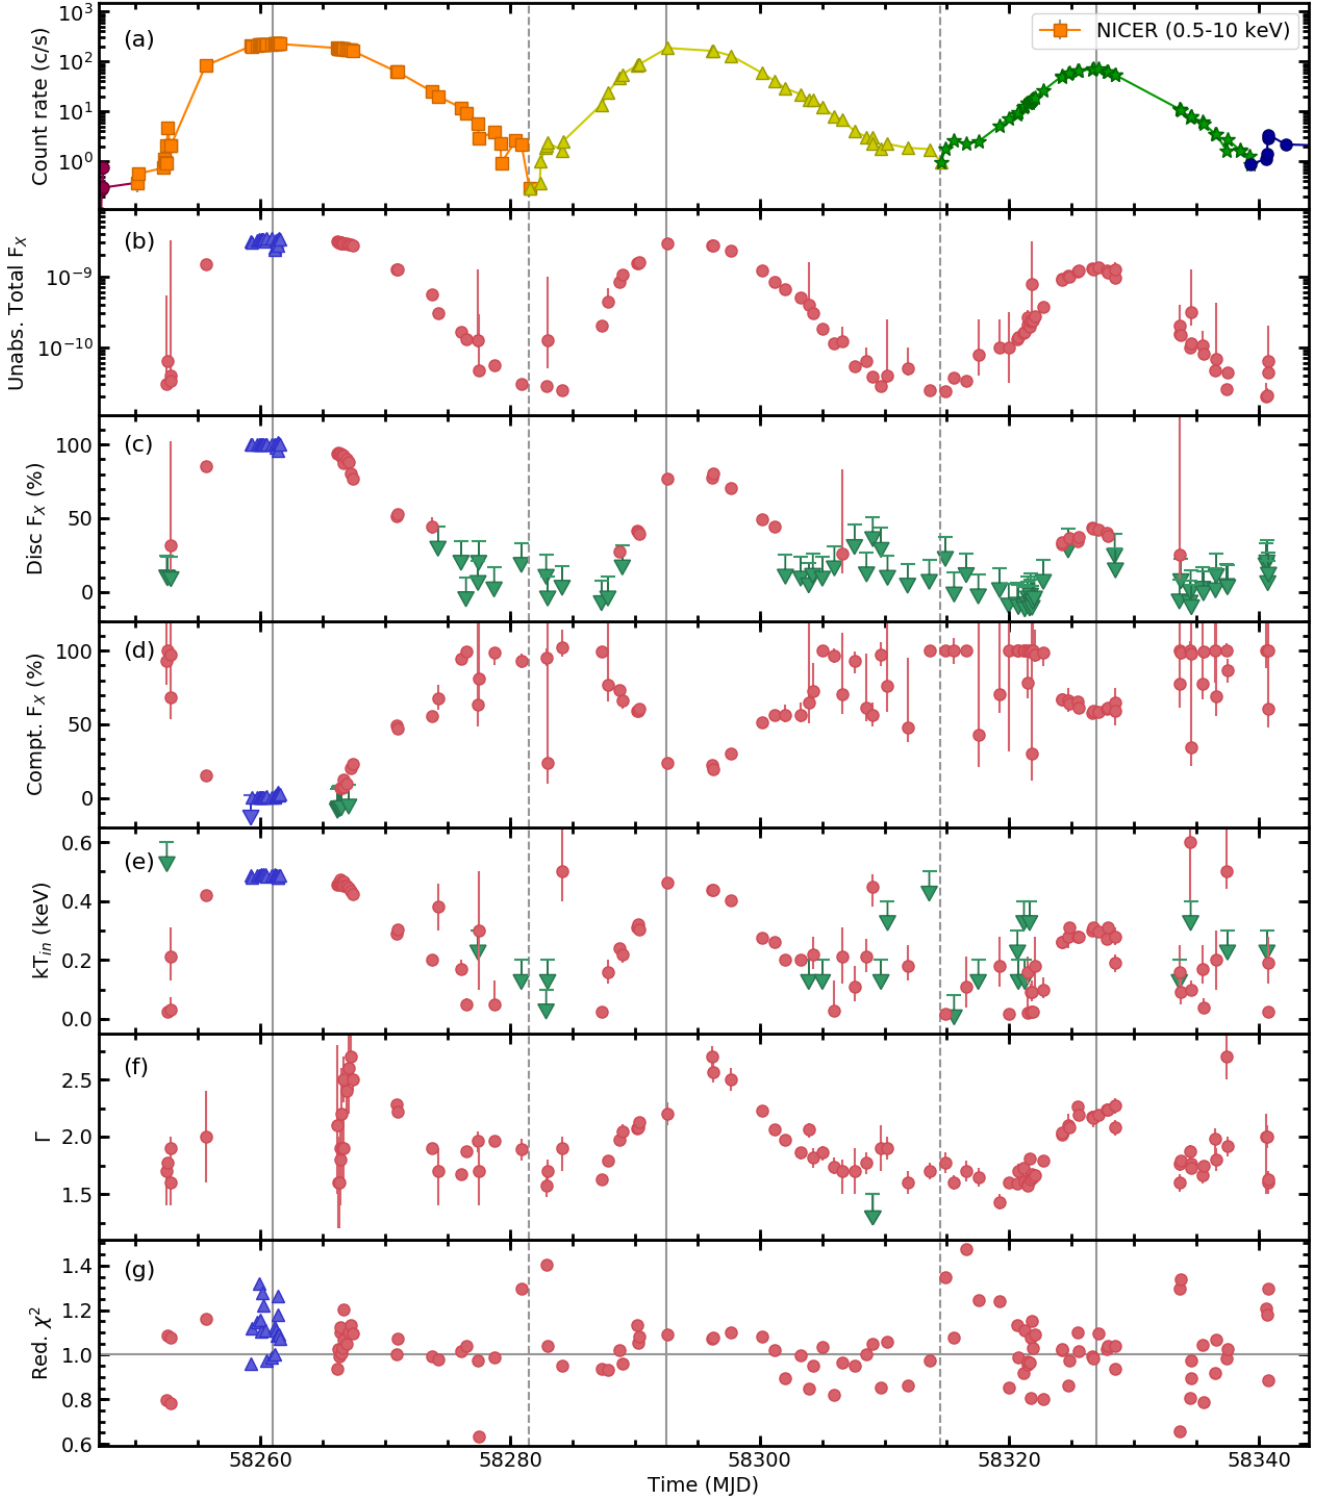 (a)
NICER (0.5-10 keV)
Count rate (c/s)
10³
10²
10¹
10⁰
(b)
Unabs. Total F_X
10⁻⁹
10⁻¹⁰
(c)
Disc F_X (%)
100
50
0
(d)
Compt. F_X (%)
100
50
0
(e)
kT_in (keV)
0.6
0.4
0.2
0.0
(f)
Γ
2.5
2.0
1.5
(g)
Red. χ²
1.4
1.2
1.0
0.8
0.6
58260 58280 58300 58320 58340
Time (MJD)